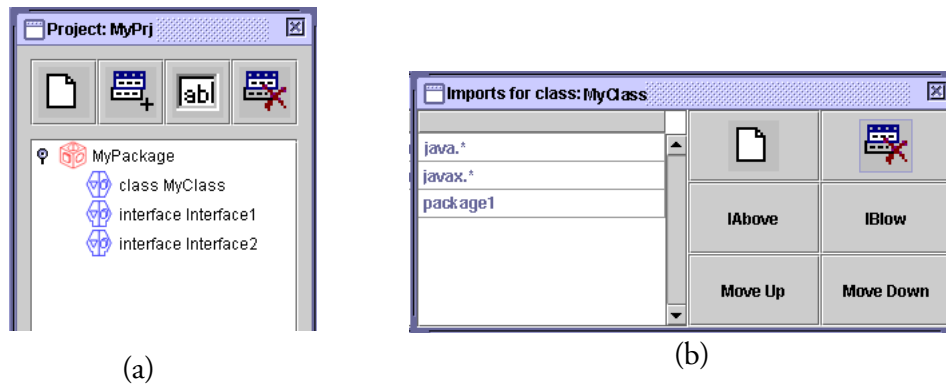 Project: MyPrj
abl
MyPackage
class MyClass
interface Interface1
interface Interface2
(a)
Imports for class: MyClass
java.*
javax.*
package1
IAbove IBlow
Move Up Move Down
(b)